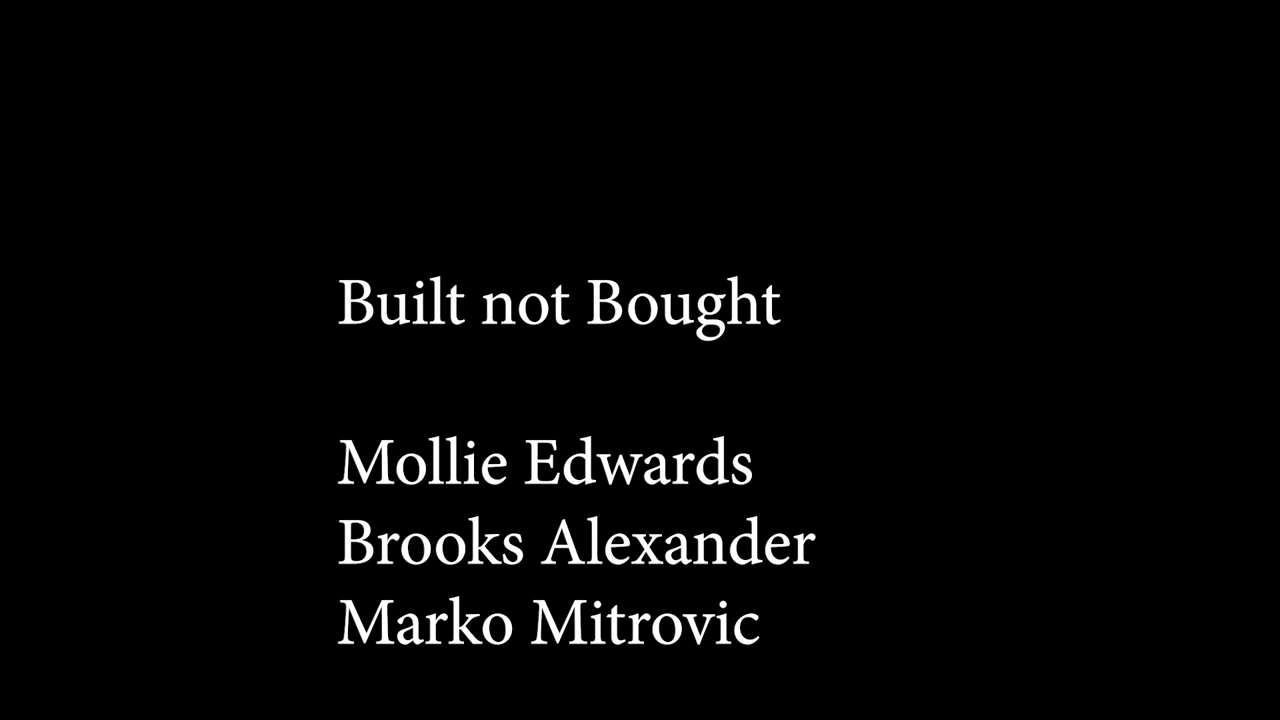 Built not Bought
Mollie Edwards
Brooks Alexander
Marko Mitrovic